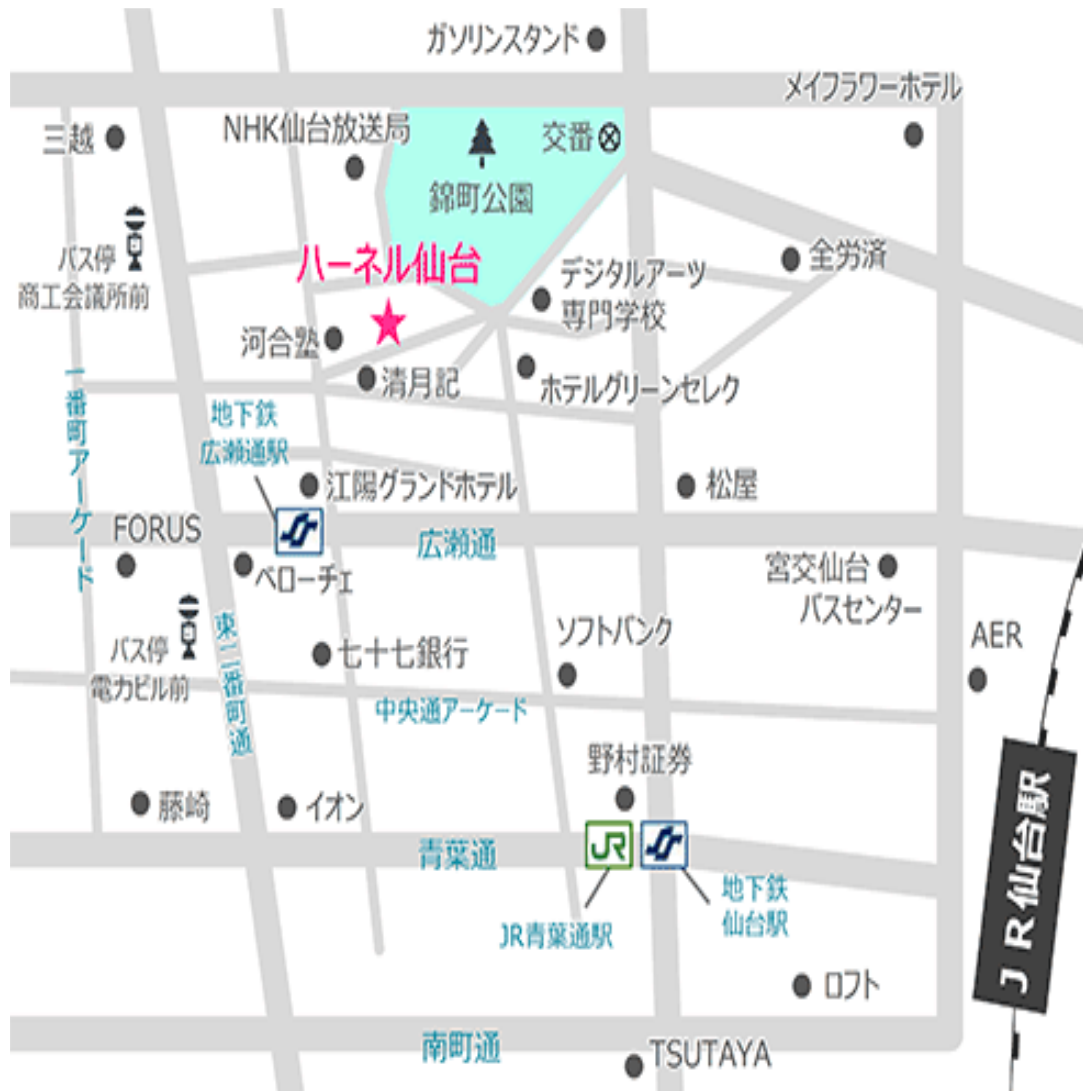 ガソリンスタンド
メイフラワーホテル
三越
NHK仙台放送局
交番
錦町公園
バス停
商工会議所前
ハーネル仙台
デジタルアーツ
専門学校
全労済
河合塾
清月記
ホテルグリーンセレク
一番町アーケード
地下鉄
広瀬通駅
江陽グランドホテル
松屋
FORUS
広瀬通
ベローチェ
宮交仙台
バスセンター
バス停
電力ビル前
東二番町通
七十七銀行
ソフトバンク
AER
中央通アーケード
野村証券
藤崎
イオン
青葉通
JR
地下鉄
仙台駅
JR青葉通駅
JR仙台駅
ロフト
南町通
TSUTAYA